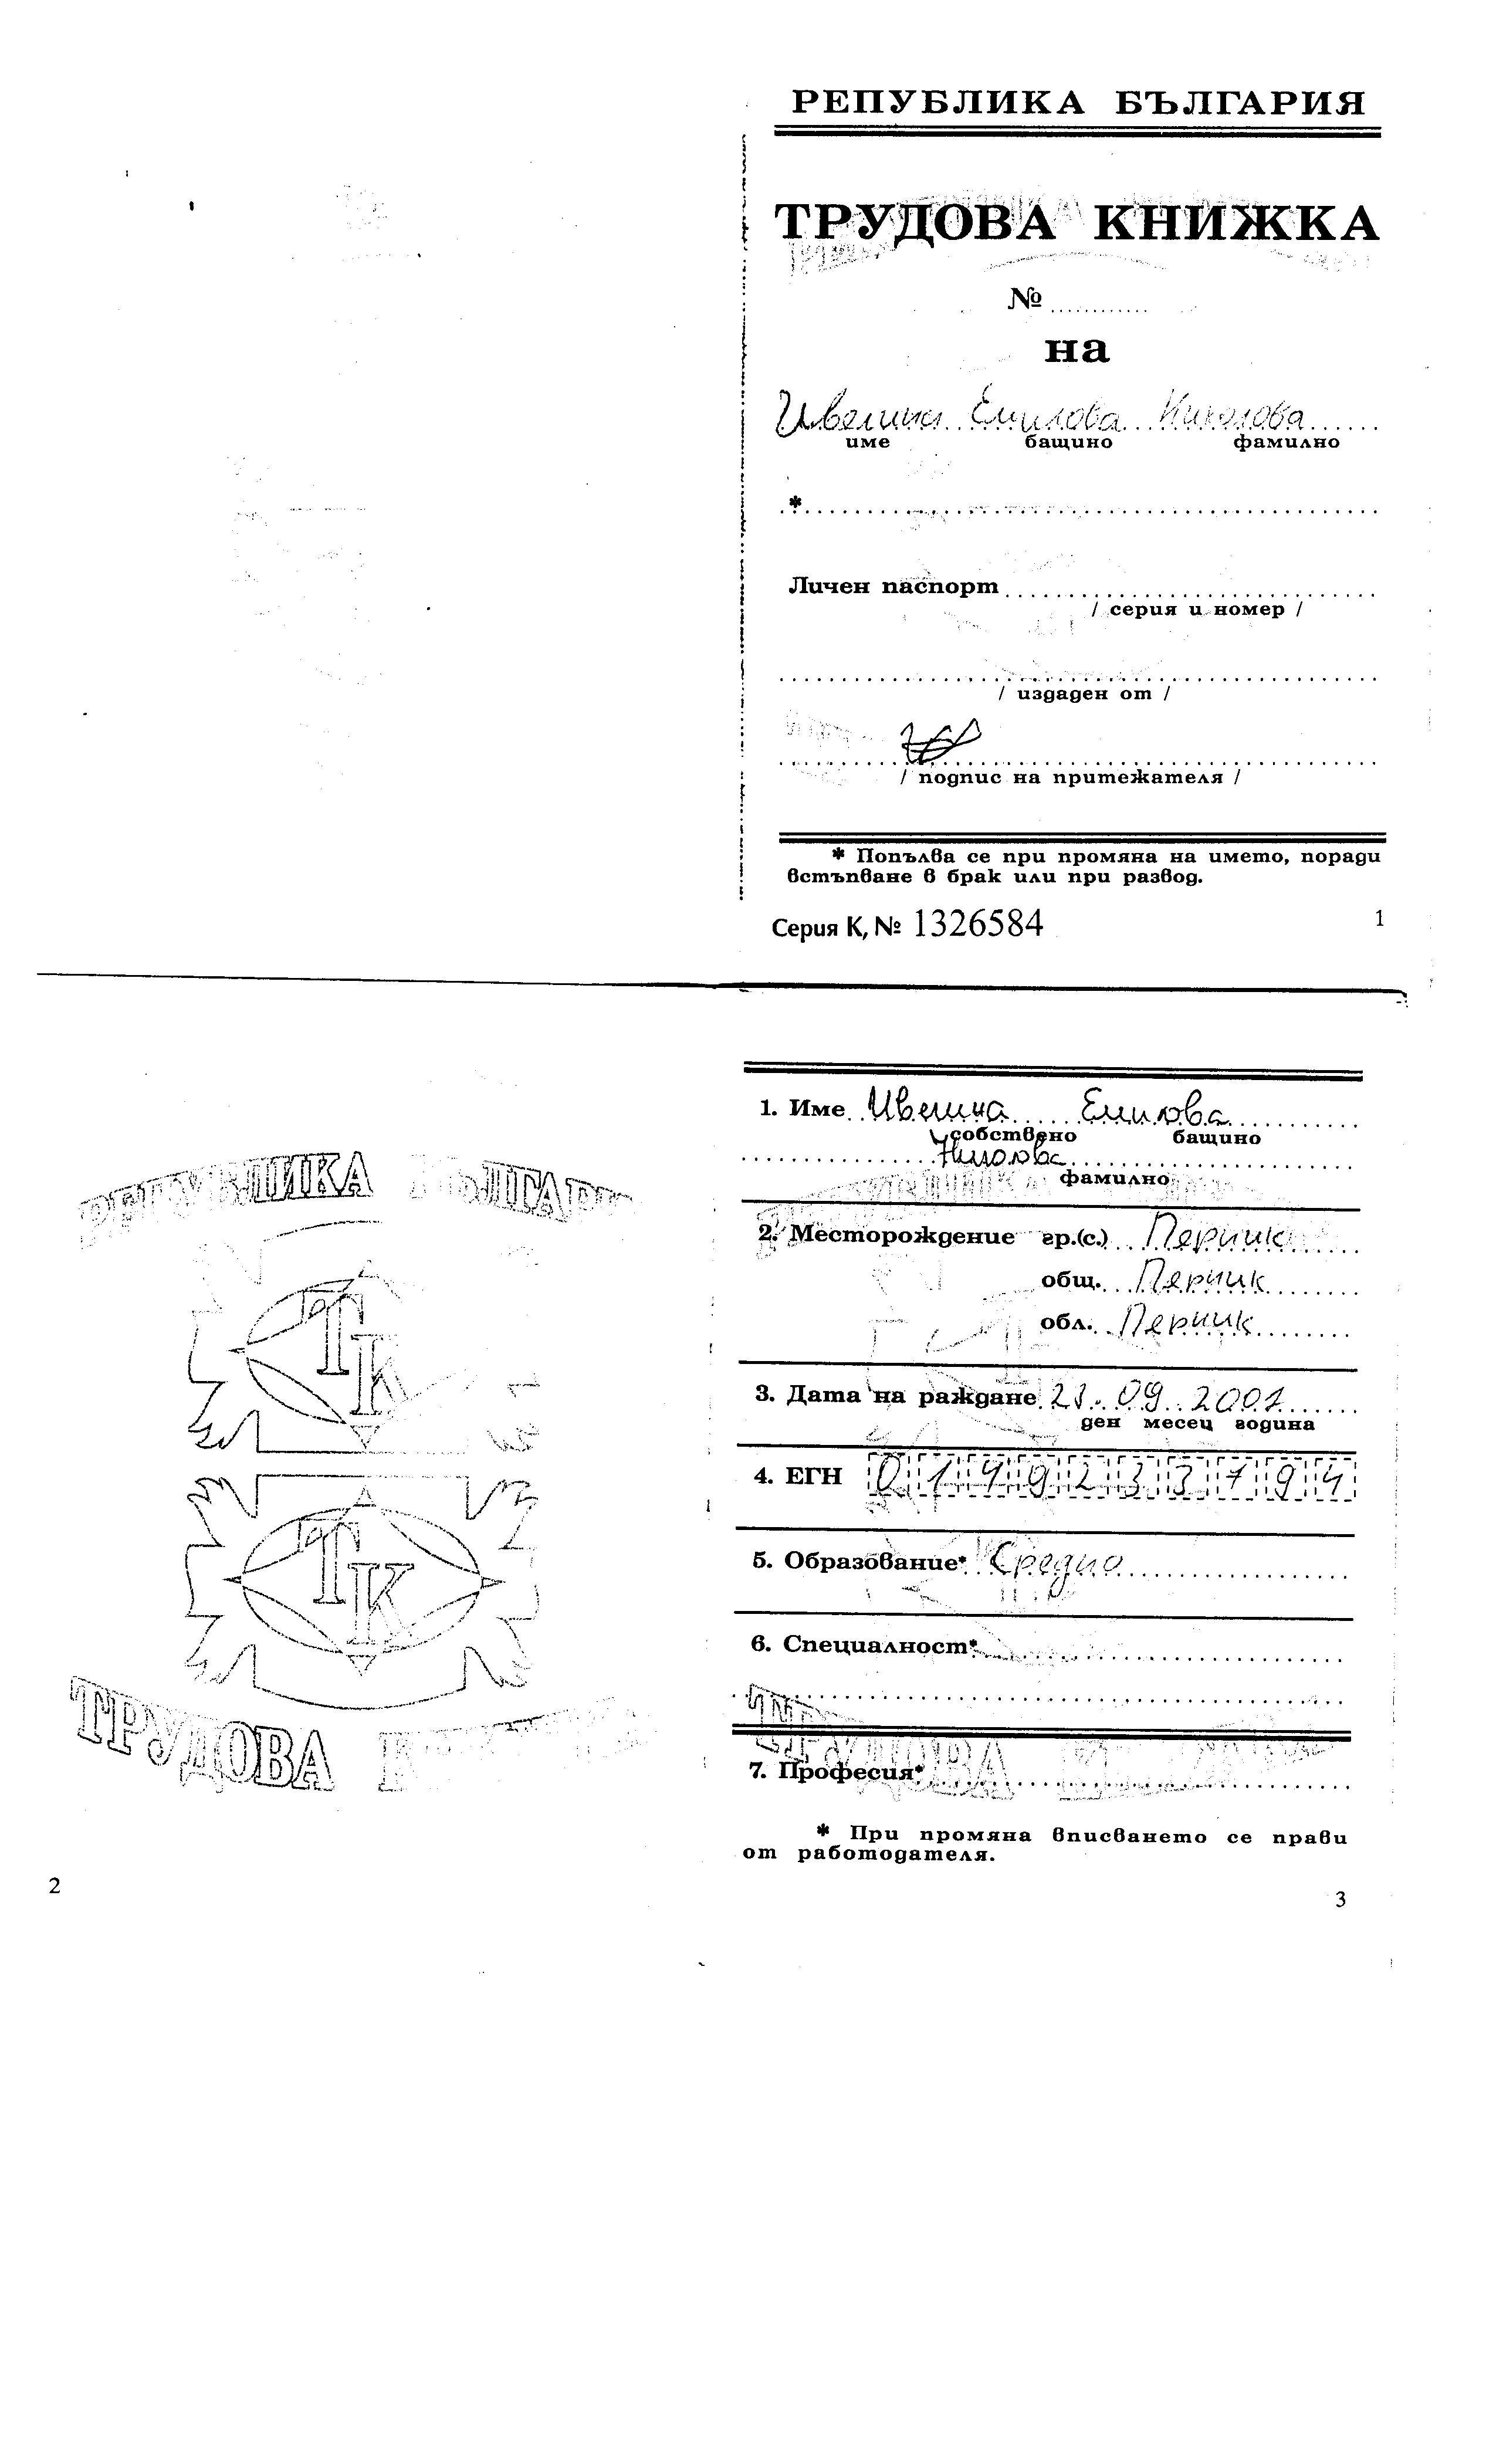 РЕПУБЛИКА БЪЛГАРИЯ
ТРУДОВА КНИЖКА
№
на
Ивелина Емилова Николова
име бащино фамилно
*
Личен паспорт
/ серия и номер /
/ издаден от /
/ подпис на притежателя /
* Попълва се при промяна на името, поради
встъпване в брак или при развод.
Серия К, № 1326584
1
РЕПУБЛИКА БЪЛГАРИ
ТК
ТК
ТРУДОВА
2
1. Име Ивелина Емилова
собствено бащино
фамилно
2. Месторождение гр.(с.) Перник
общ. Перник
обл. Перник
3. Дата на раждане 23. 09. 2001
ден месец година
4. ЕГН 0149233794
5. Образование* Средно
6. Специалност*
7. Професия*
* При промяна вписването се прави
от работодателя.
3